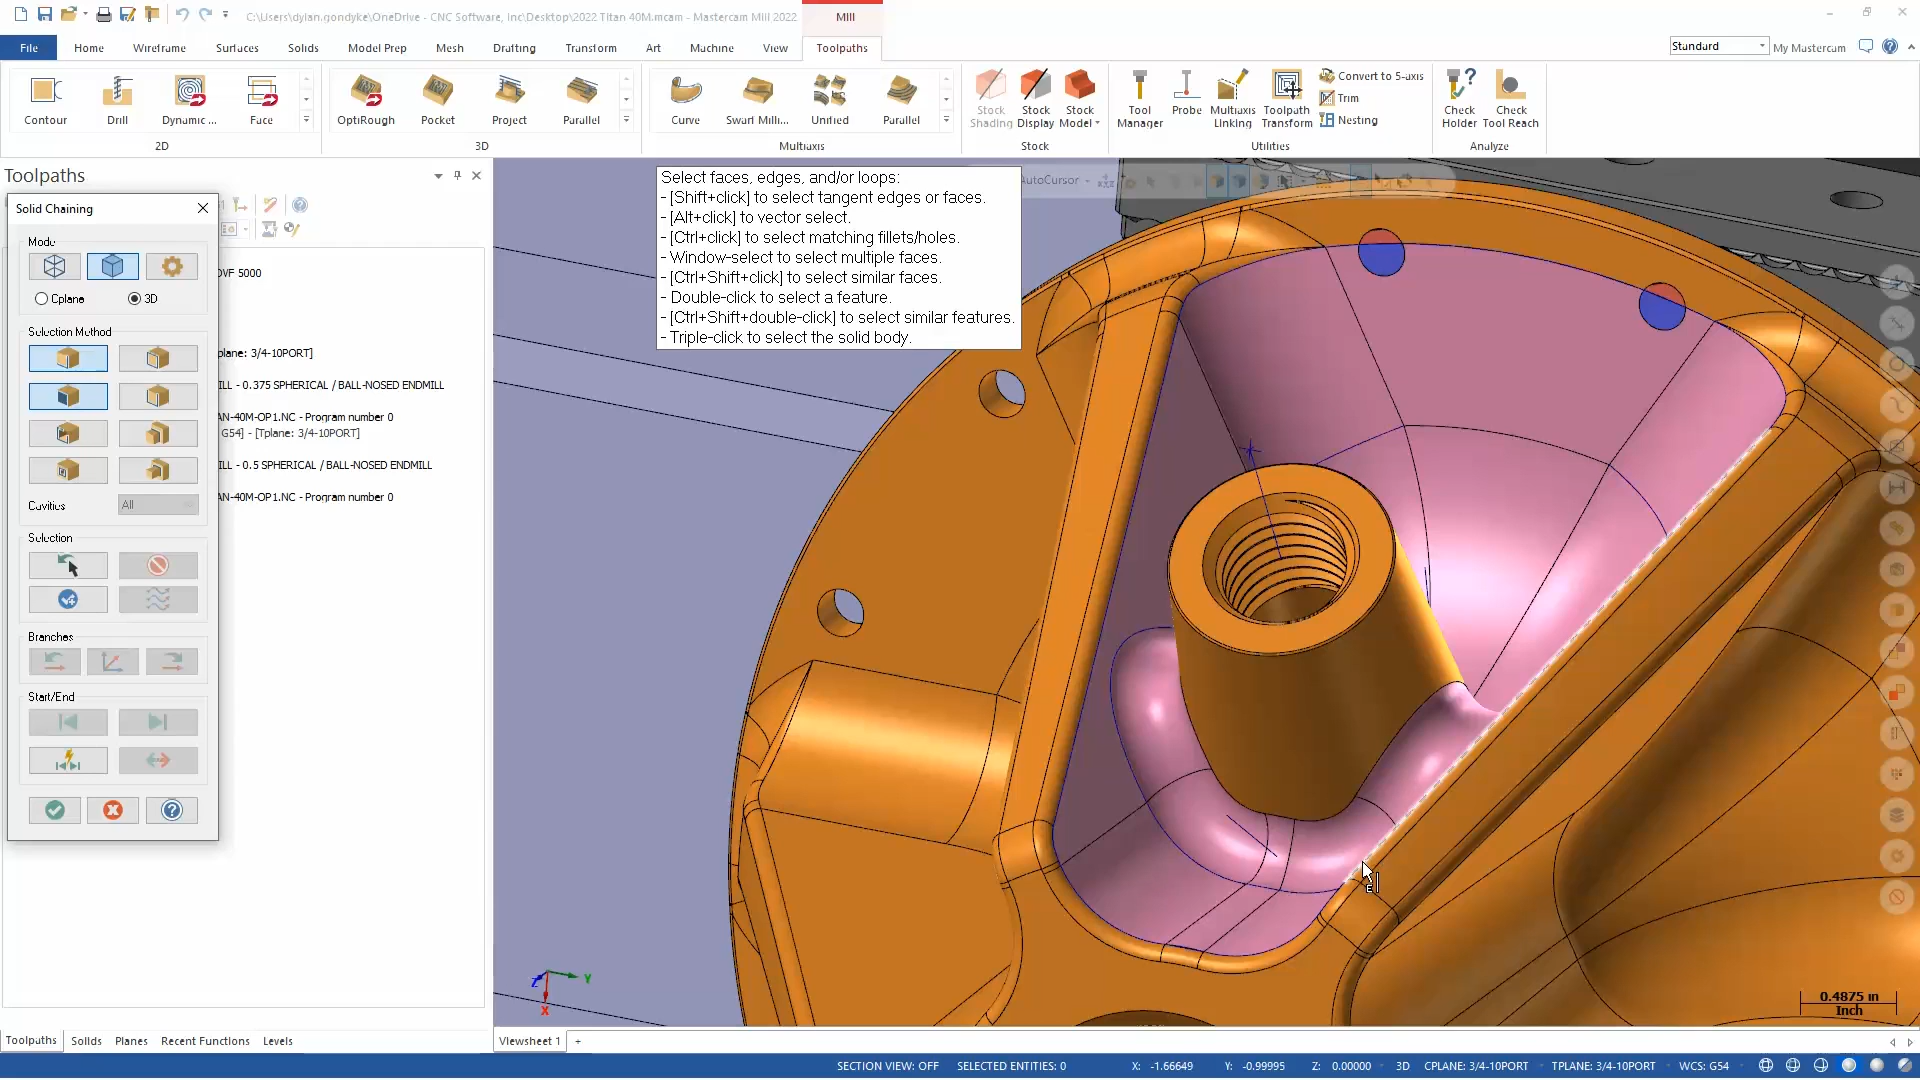 C:\Users\dylan.gondyke\OneDrive - CNC Software, Inc\Desktop\2022 Titan 40M.mcam - Mastercam Mill 2022
Mill
File
Home
Wireframe
Surfaces
Solids
Model Prep
Mesh
Drafting
Transform
Art
Machine
View
Toolpaths
Standard
My Mastercam
Contour
Drill
Dynamic ...
Face
OptiRough
Pocket
Project
Parallel
Curve
Swarf Milli...
Unified
Parallel
Stock Shading
Stock Display
Stock Model
Tool Manager
Probe
Multiaxis Linking
Toolpath Transform
Convert to 5-axis
Trim
Nesting
Check Holder
Check Tool Reach
2D
3D
Multiaxis
Stock
Utilities
Analyze
Toolpaths
Solid Chaining
Mode
Cplane
3D
Selection Method
Cavities
All
Selection
Branches
Start/End
DVF 5000
plane: 3/4-10PORT]
ILL - 0.375 SPHERICAL / BALL-NOSED ENDMILL
AN-40M-OP1.NC - Program number 0
G54] - [Tplane: 3/4-10PORT]
ILL - 0.5 SPHERICAL / BALL-NOSED ENDMILL
AN-40M-OP1.NC - Program number 0
Select faces, edges, and/or loops:
- [Shift+click] to select tangent edges or faces.
- [Alt+click] to vector select.
- [Ctrl+click] to select matching fillets/holes.
- Window-select to select multiple faces.
- [Ctrl+Shift+click] to select similar faces.
- Double-click to select a feature.
- [Ctrl+Shift+double-click] to select similar features.
- Triple-click to select the solid body.
AutoCursor
Z
Y
X
0.4875 in
Inch
Toolpaths
Solids
Planes
Recent Functions
Levels
Viewsheet 1
+
SECTION VIEW: OFF
SELECTED ENTITIES: 0
X: -1.66649
Y: -0.99995
Z: 0.00000
3D
CPLANE: 3/4-10PORT
TPLANE: 3/4-10PORT
WCS: G54